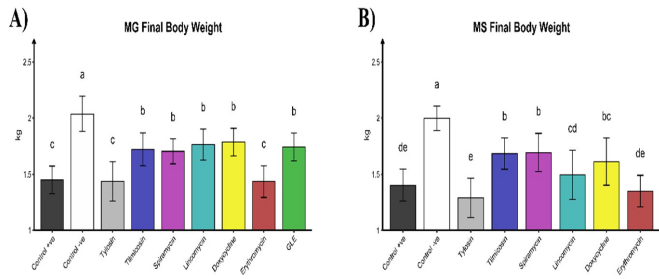 A)
MG Final Body Weight
2.5
2
1.5
1
kg
c
a
c
b
b
b
b
c
b
Control +ve
Control -ve
Tylosin
Tilmicosin
Spiramycin
Lincomycin
Doxycycline
Erythromycin
GLE
B)
MS Final Body Weight
2.5
2
1.5
1
kg
de
a
e
b
b
cd
bc
de
Control +ve
Control -ve
Tylosin
Tilmicosin
Spiramycin
Lincomycin
Doxycycline
Erythromycin